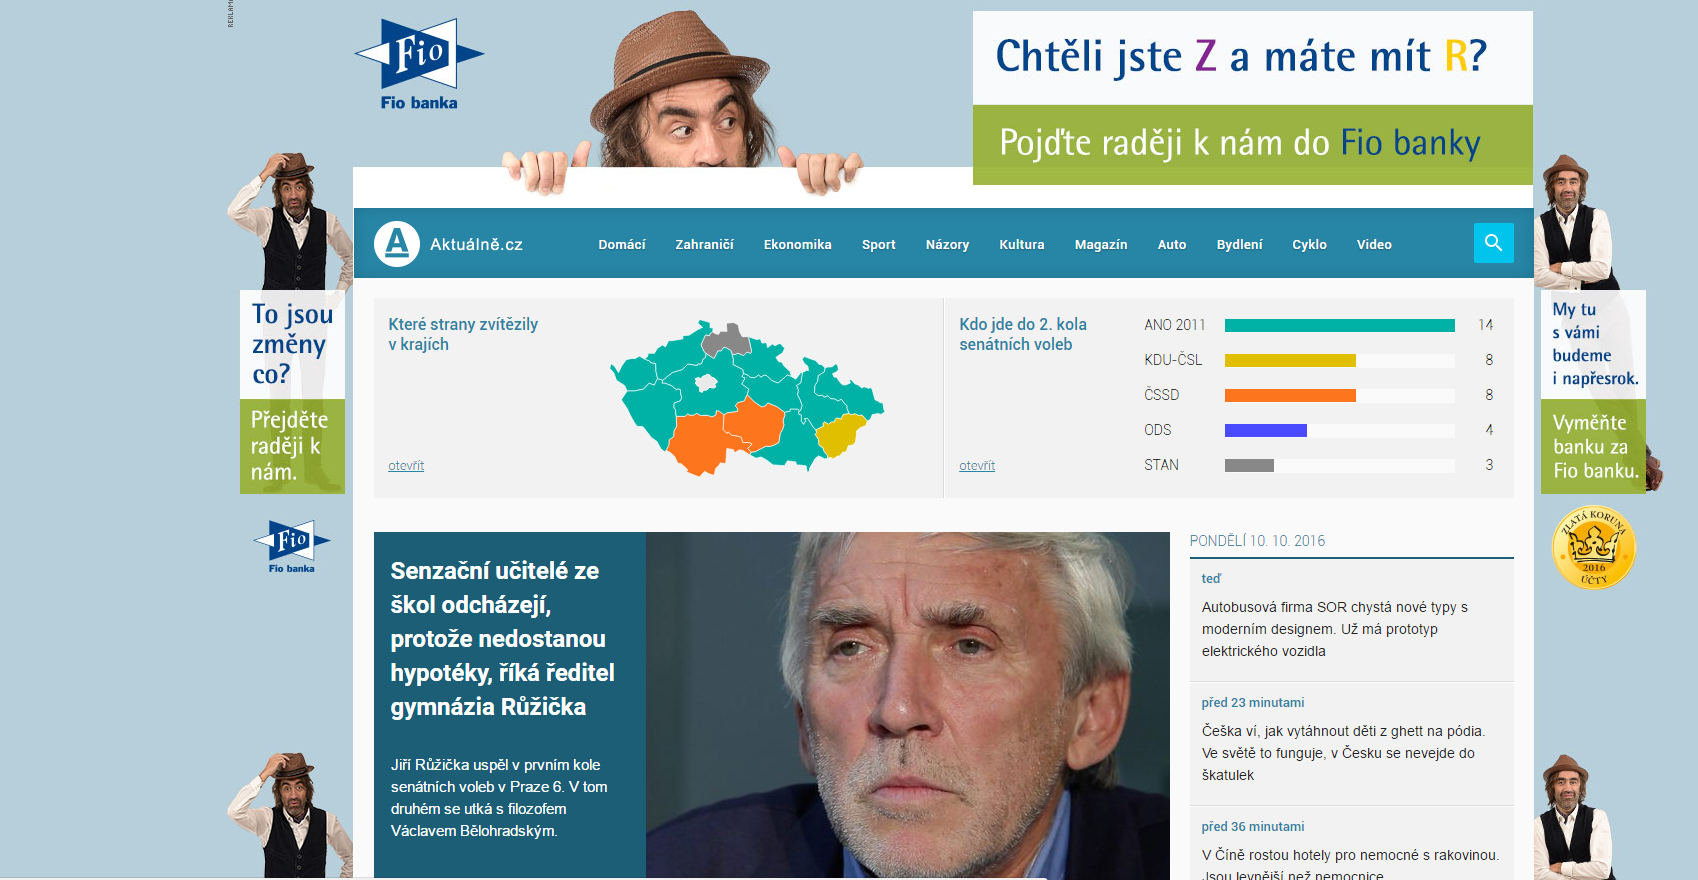 REKLAMA
Fio
Fio banka
Chtěli jste Z a máte mít R?
Pojďte raději k nám do Fio banky
A
Aktuálně.cz
Domácí
Zahraničí
Ekonomika
Sport
Názory
Kultura
Magazín
Auto
Bydlení
Cyklo
Video
To jsou
změny
co?
Přejděte
raději k
nám.
Fio
Fio banka
Které strany zvítězily
v krajích
otevřít
Kdo jde do 2. kola
senátních voleb
otevřít
ANO 2011 14
KDU-ČSL 8
ČSSD 8
ODS 4
STAN 3
My tu
s vámi
budeme
i napřesrok.
Vyměňte
banku za
Fio banku.
ZLATÁ KORUNA
2016
ÚČTY
Senzační učitelé ze
škol odcházejí,
protože nedostanou
hypotéky, říká ředitel
gymnázia Růžička
Jiří Růžička uspěl v prvním kole
senátních voleb v Praze 6. V tom
druhém se utká s filozofem
Václavem Bělohradským.
PONDĚLÍ 10. 10. 2016
teď
Autobusová firma SOR chystá nové typy s
moderním designem. Už má prototyp
elektrického vozidla
před 23 minutami
Češka ví, jak vytáhnout děti z ghett na pódia.
Ve světě to funguje, v Česku se nevejde do
škatulek
před 36 minutami
V Číně rostou hotely pro nemocné s rakovinou.
Jsou levnější než nemocnice